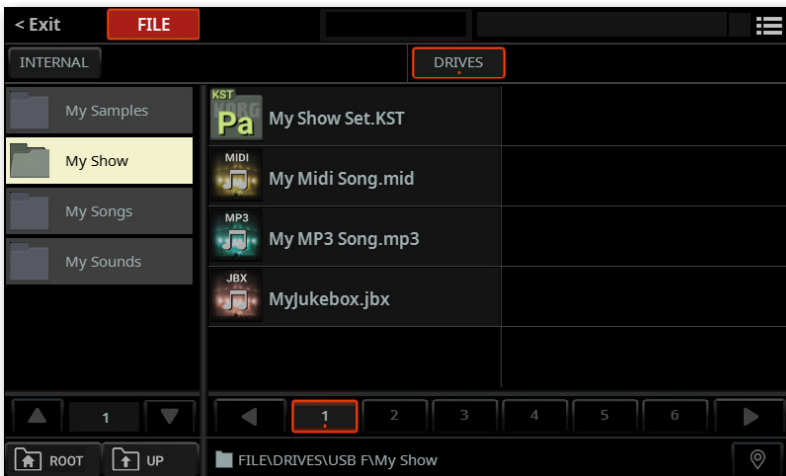 < Exit FILE
INTERNAL DRIVES
My Samples
My Show
My Songs
My Sounds
KST
KORG
Pa
My Show Set.KST
MIDI
My Midi Song.mid
MP3
My MP3 Song.mp3
JBX
MyJukebox.jbx
1
1 2 3 4 5 6
ROOT UP
FILE\DRIVES\USB F\My Show